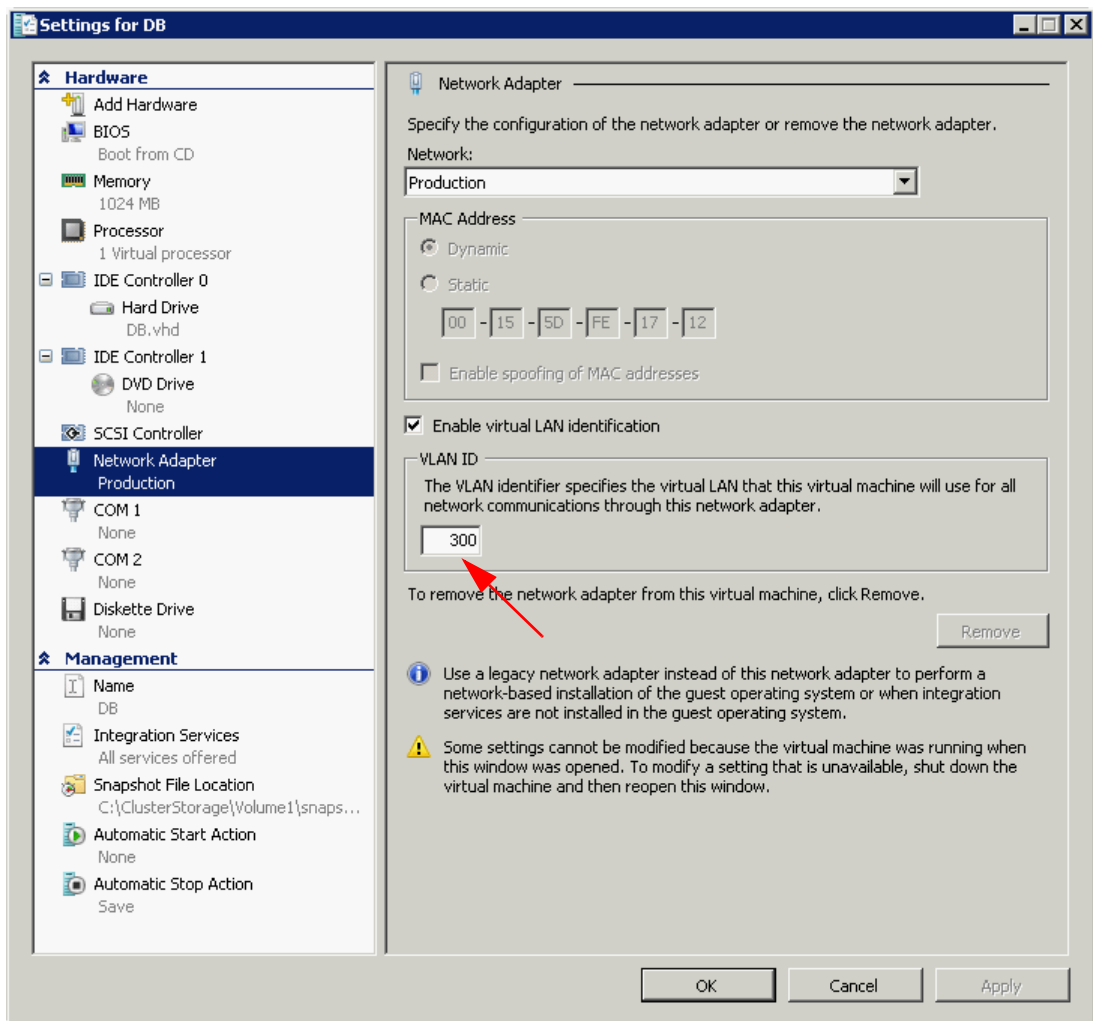 Settings for DB
Hardware
Add Hardware
BIOS
Boot from CD
Memory
1024 MB
Processor
1 Virtual processor
IDE Controller 0
Hard Drive
DB.vhd
IDE Controller 1
DVD Drive
None
SCSI Controller
Network Adapter
Production
COM 1
None
COM 2
None
Diskette Drive
None
Management
Name
DB
Integration Services
All services offered
Snapshot File Location
C:\ClusterStorage\Volume1\snaps...
Automatic Start Action
None
Automatic Stop Action
Save
Network Adapter
Specify the configuration of the network adapter or remove the network adapter.
Network:
Production
MAC Address
Dynamic
Static
00 - 15 - 5D - FE - 17 - 12
Enable spoofing of MAC addresses
Enable virtual LAN identification
VLAN ID
The VLAN identifier specifies the virtual LAN that this virtual machine will use for all
network communications through this network adapter.
300
To remove the network adapter from this virtual machine, click Remove.
Remove
Use a legacy network adapter instead of this network adapter to perform a
network-based installation of the guest operating system or when integration
services are not installed in the guest operating system.
Some settings cannot be modified because the virtual machine was running when
this window was opened. To modify a setting that is unavailable, shut down the
virtual machine and then reopen this window.
OK
Cancel
Apply